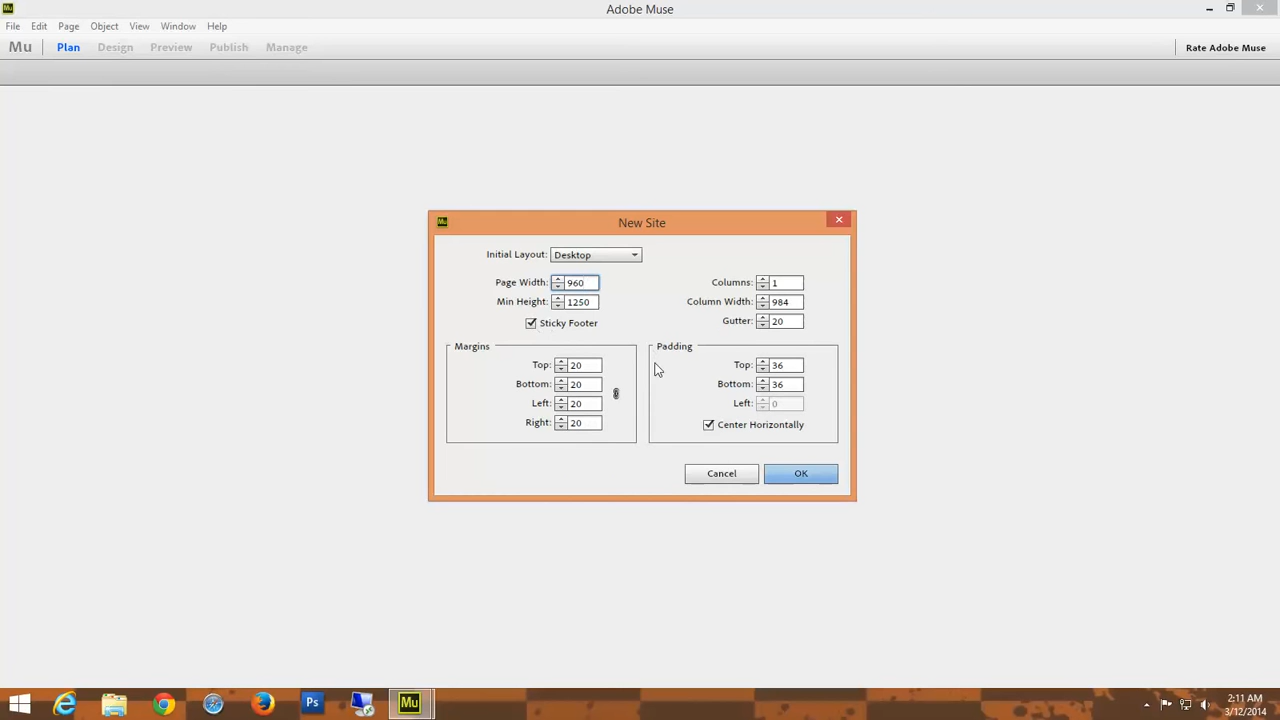 Adobe Muse
File Edit Page Object View Window Help
Mu Plan Design Preview Publish Manage Rate Adobe Muse
Mu New Site
Initial Layout: Desktop
Page Width: 960 Columns: 1
Min Height: 1250 Column Width: 984
Sticky Footer Gutter: 20
Margins Padding
Top: 20 Top: 36
Bottom: 20 Bottom: 36
Left: 20 Left: 0
Right: 20 Center Horizontally
Cancel OK
Ps Mu
2:11 AM
3/12/2014